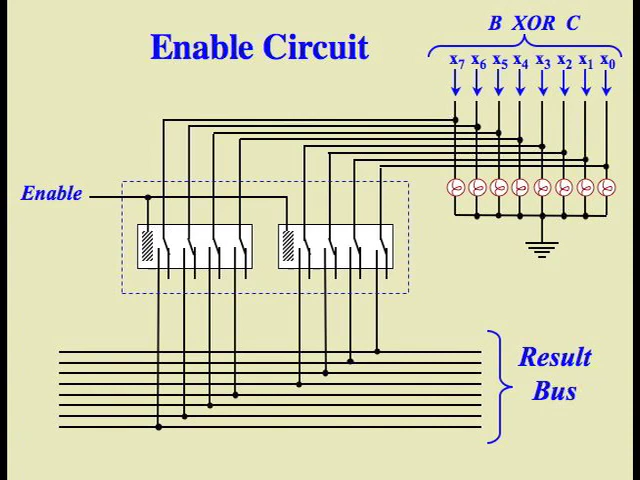 B XOR C
Enable Circuit
x7 x6 x5 x4 x3 x2 x1 x0
Enable
Result
Bus